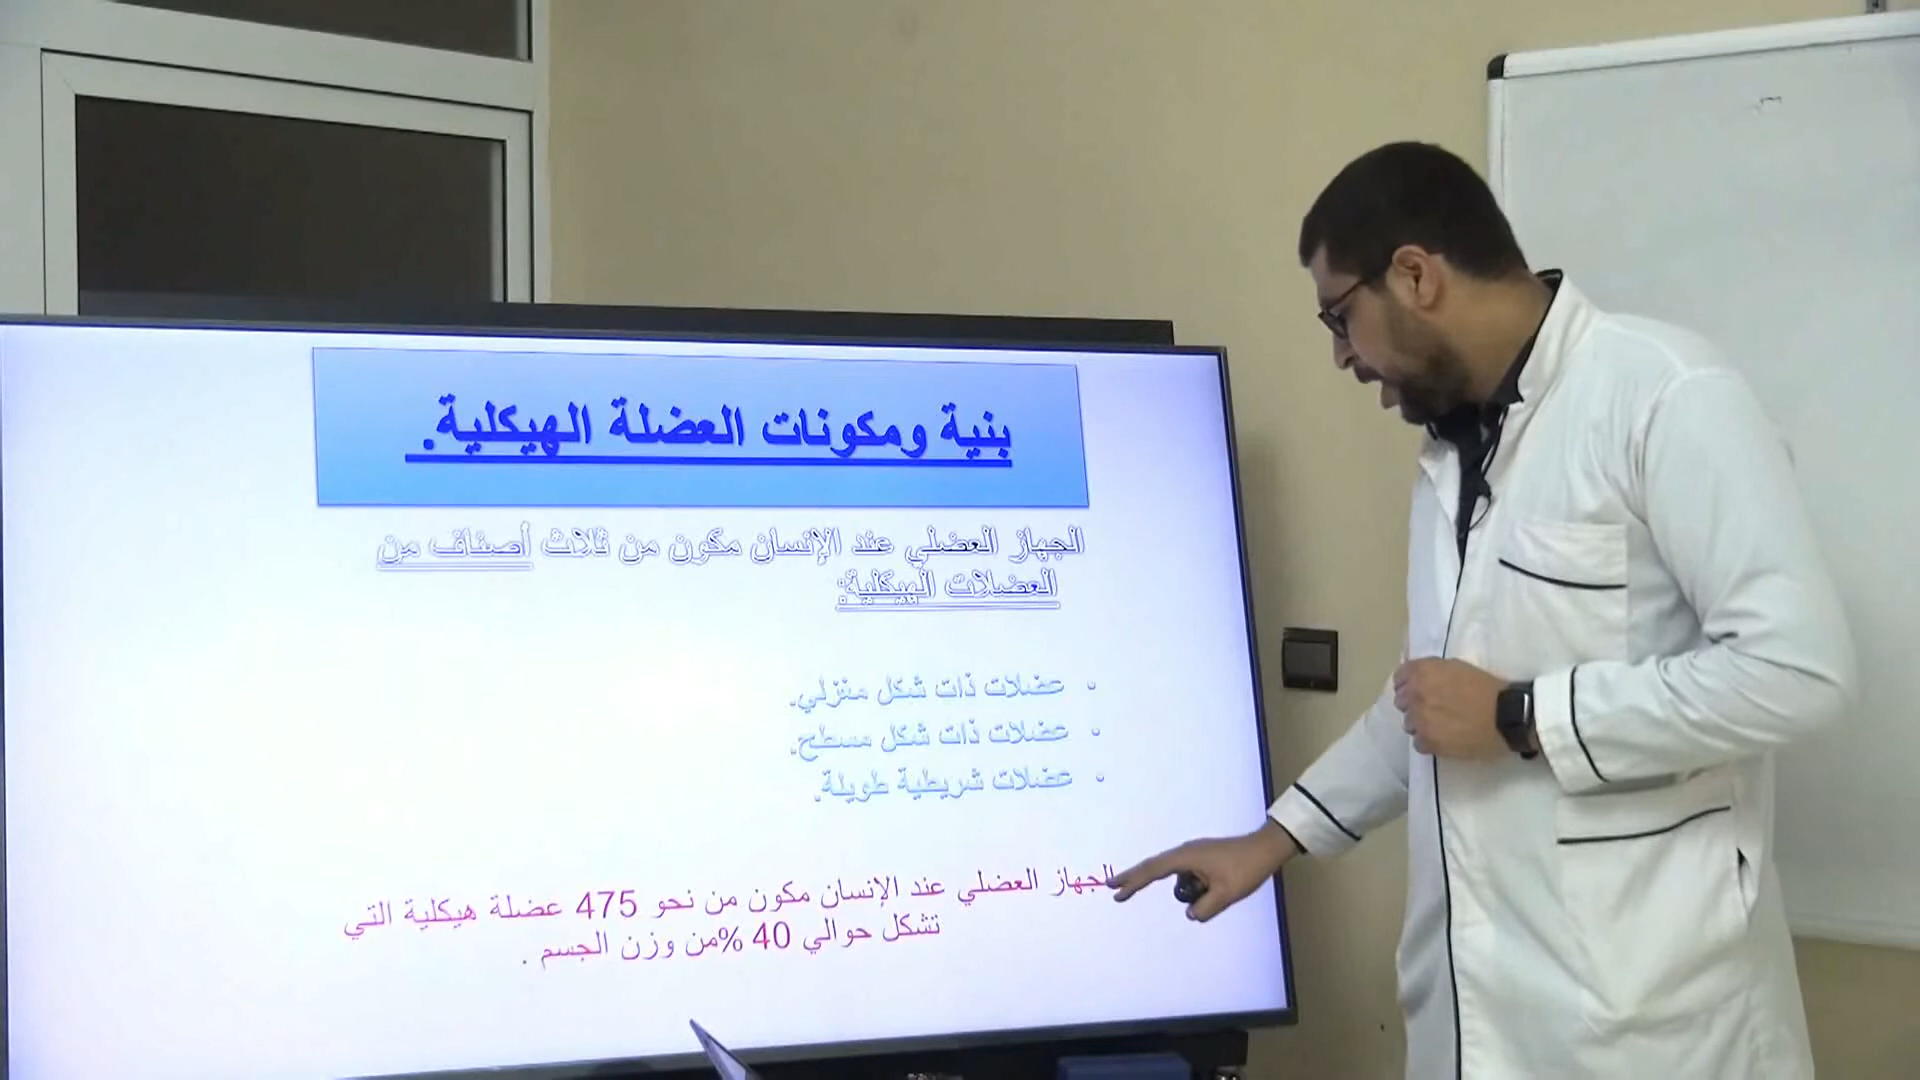 بنية ومكونات العضلة الهيكلية.
الجهاز العضلي عند الإنسان مكون من ثلاث أصناف من
العضلات الهيكلية:
• عضلات ذات شكل مغزلي.
• عضلات ذات شكل مسطح.
• عضلات شريطية طويلة.
الجهاز العضلي عند الإنسان مكون من نحو 475 عضلة هيكلية التي
تشكل حوالي 40 %من وزن الجسم .